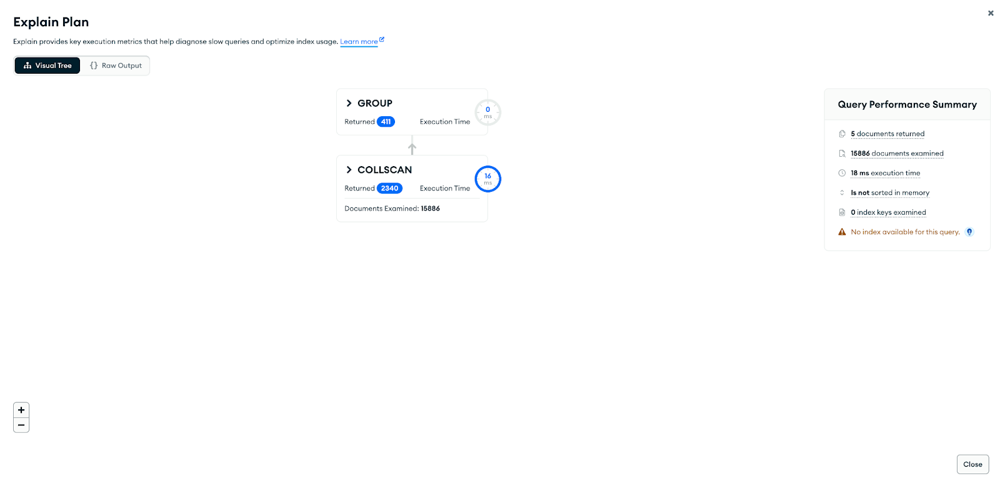 Explain Plan
Explain provides key execution metrics that help diagnose slow queries and optimize index usage. Learn more
Visual Tree
{} Raw Output
GROUP
Returned 411 Execution Time 0 ms
COLLSCAN
Returned 2340 Execution Time 16 ms
Documents Examined: 15886
Query Performance Summary
5 documents returned
15886 documents examined
18 ms execution time
Is not sorted in memory
0 index keys examined
No index available for this query.
+
−
Close